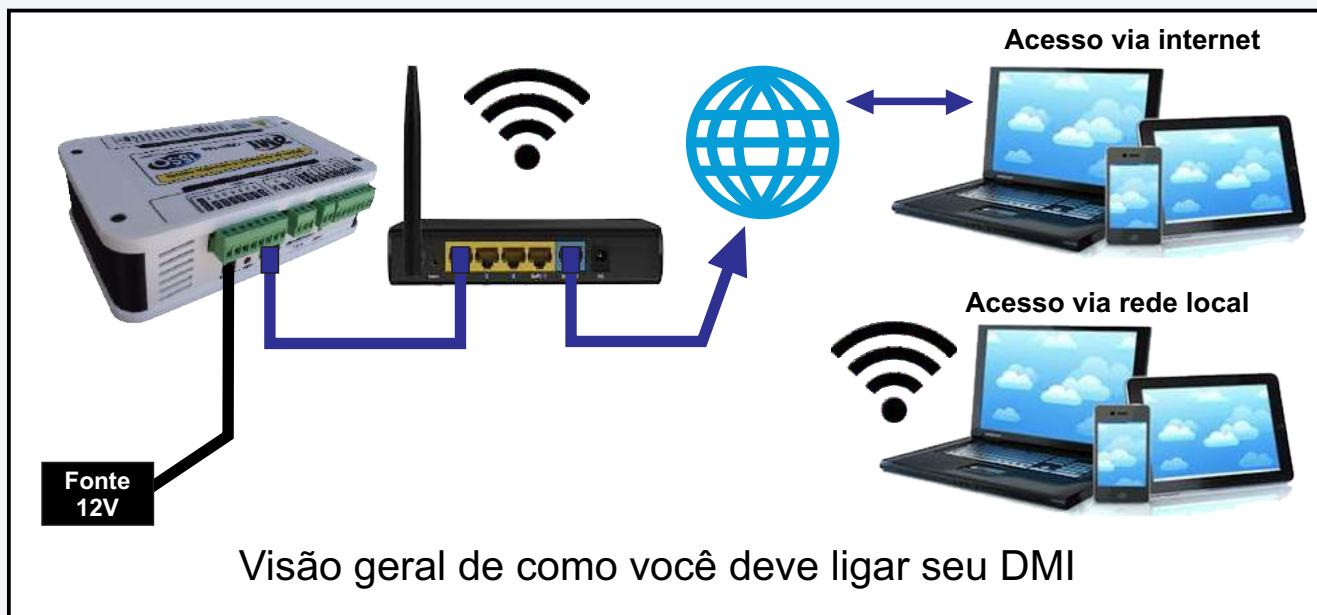 Acesso via internet
Acesso via rede local
Fonte
12V
Visão geral de como você deve ligar seu DMI